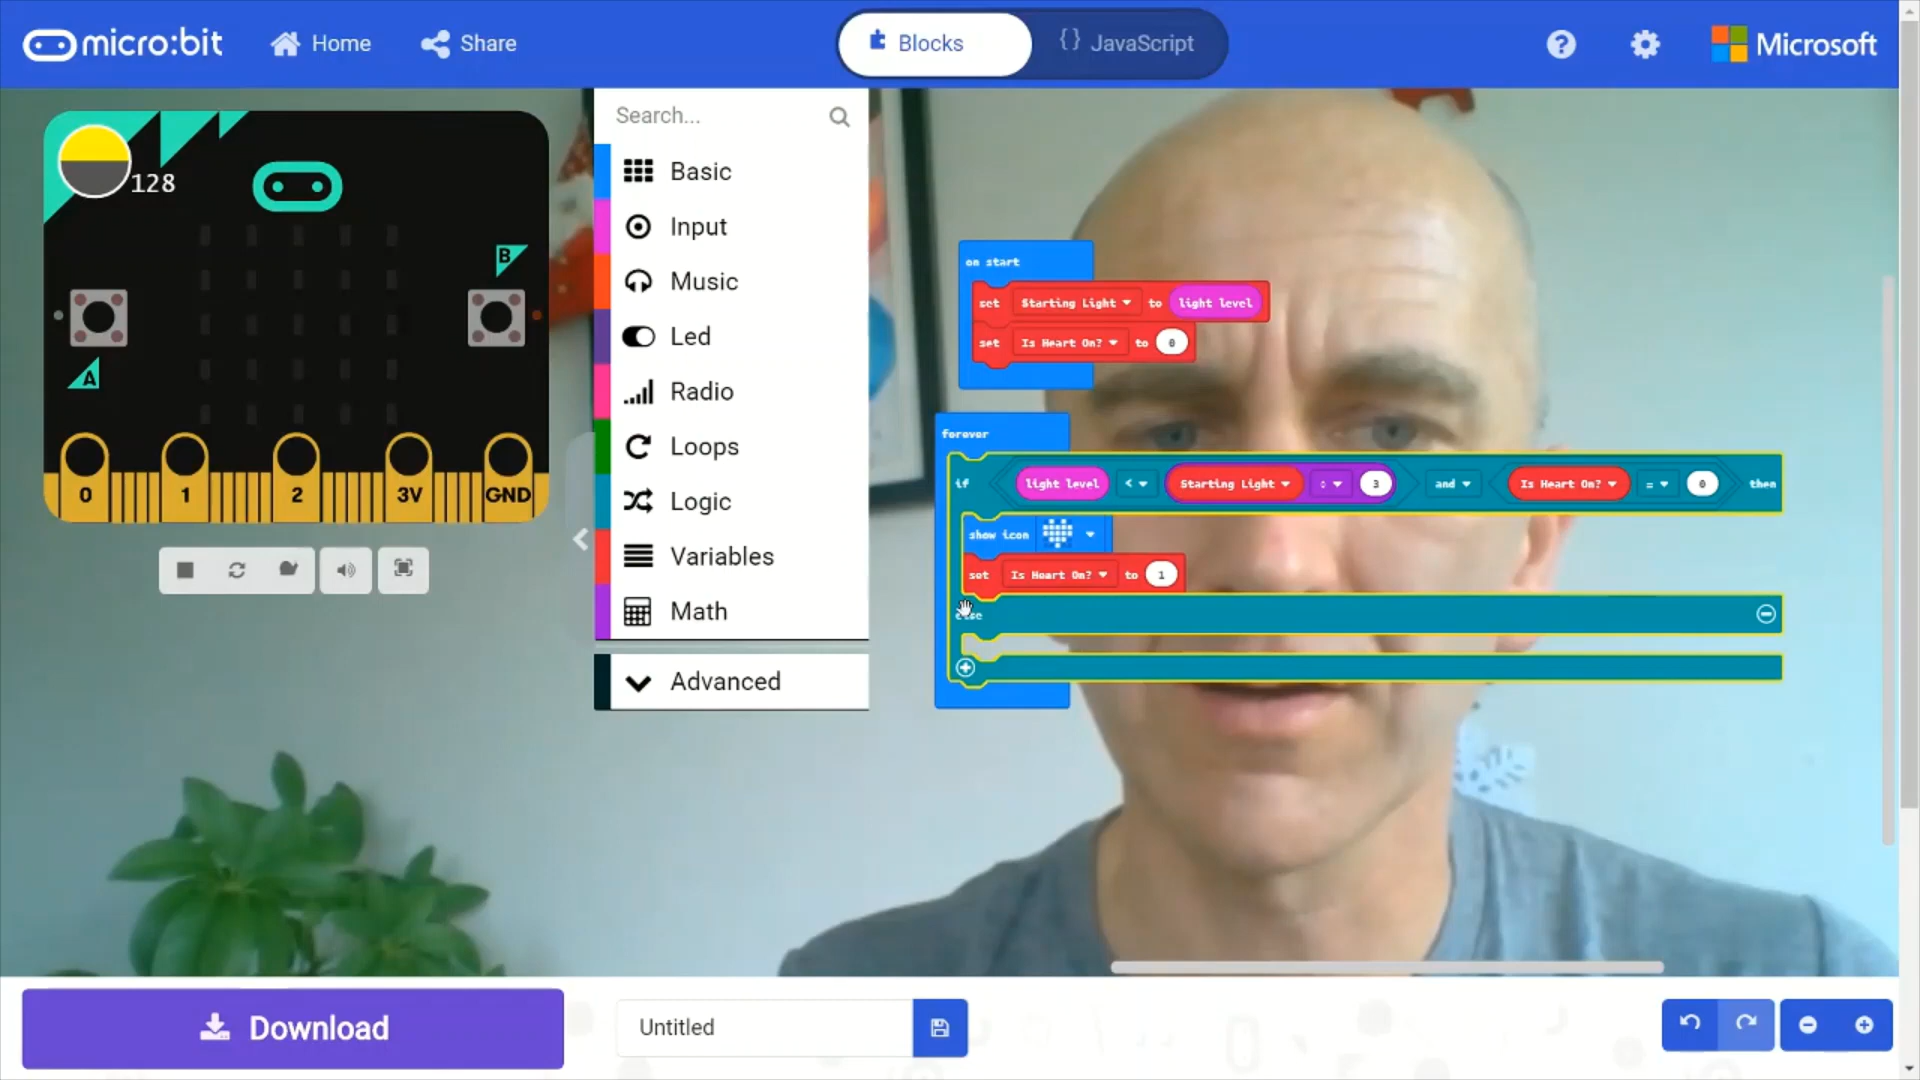 micro:bit Home Share Blocks {} JavaScript ? Microsoft
Search...
128
B
A
0 1 2 3V GND
Basic
Input
Music
Led
Radio
Loops
Logic
Variables
Math
Advanced
on start
set Starting Light to light level
set Is Heart On? to 0
forever
if light level < Starting Light ÷ 3 and Is Heart On? = 0 then
show icon
set Is Heart On? to 1
else
Download
Untitled